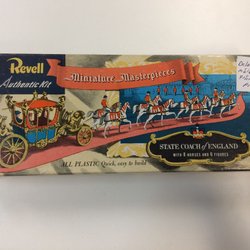 Revell
Authentic Kit
Miniature Masterpieces
STATE COACH of ENGLAND
WITH 8 HORSES AND 6 FIGURES
ALL PLASTIC Quick, easy to build